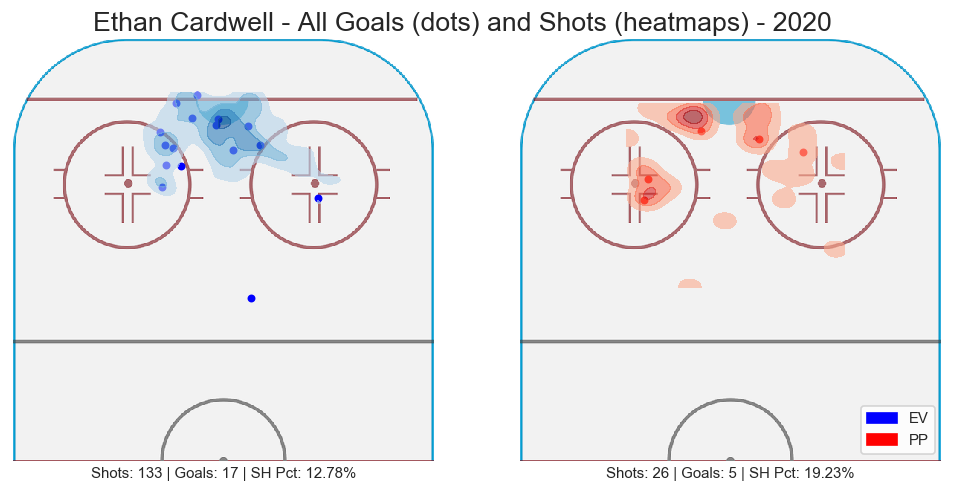 Ethan Cardwell - All Goals (dots) and Shots (heatmaps) - 2020
EV
PP
Shots: 133 | Goals: 17 | SH Pct: 12.78%
Shots: 26 | Goals: 5 | SH Pct: 19.23%